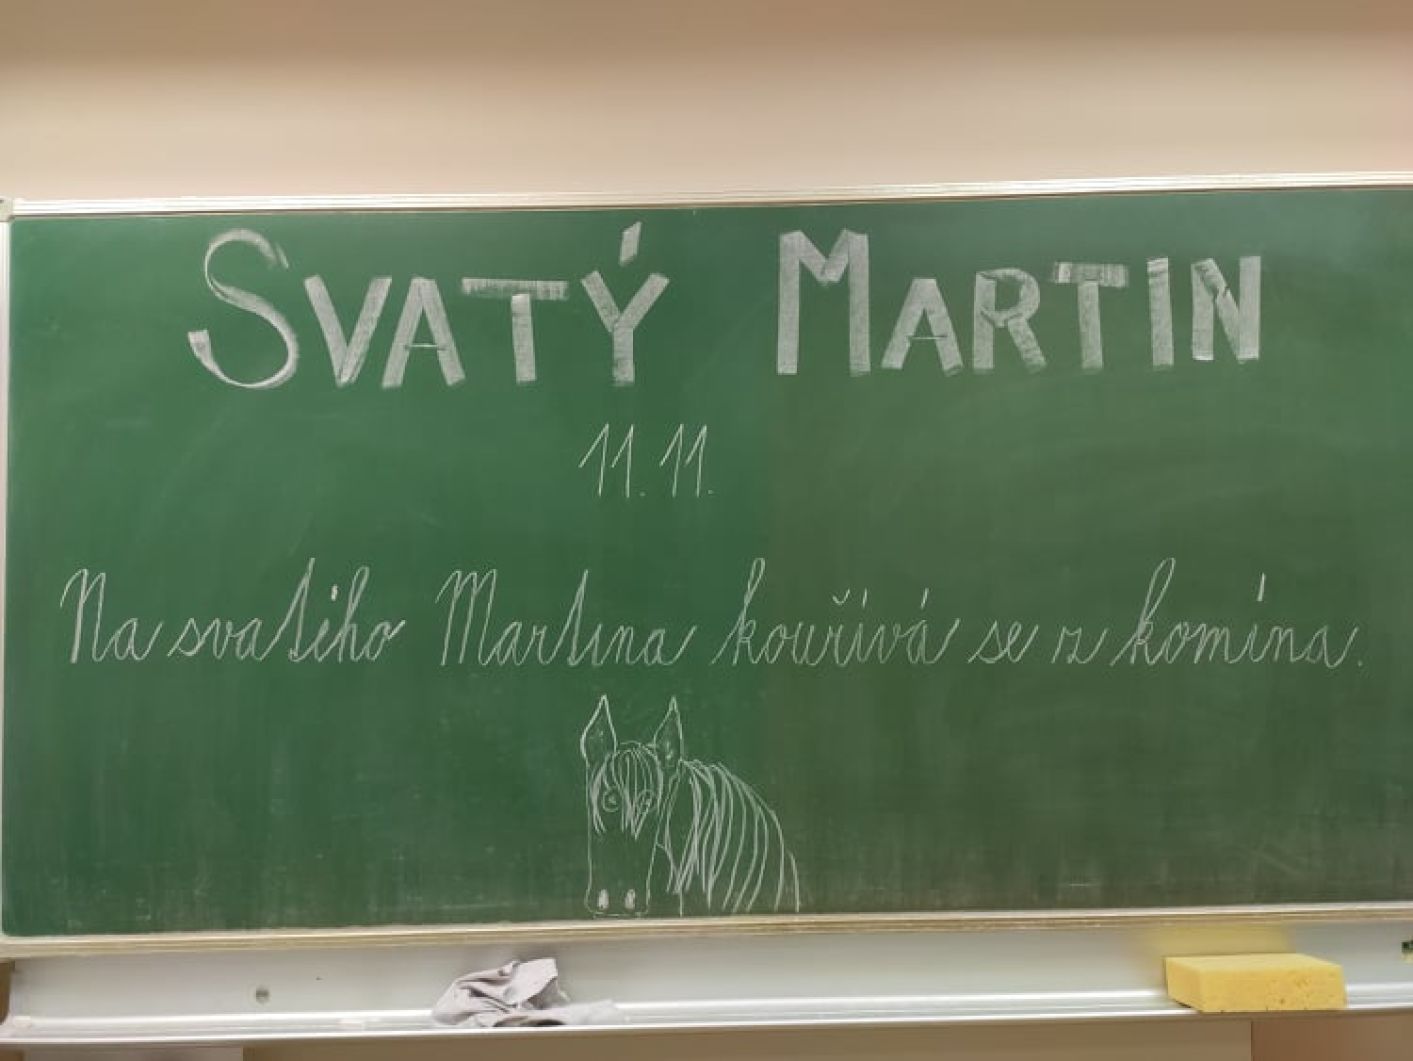 SVATÝ MARTIN
11.11.
Na svatého Martina kouřívá se z komína.